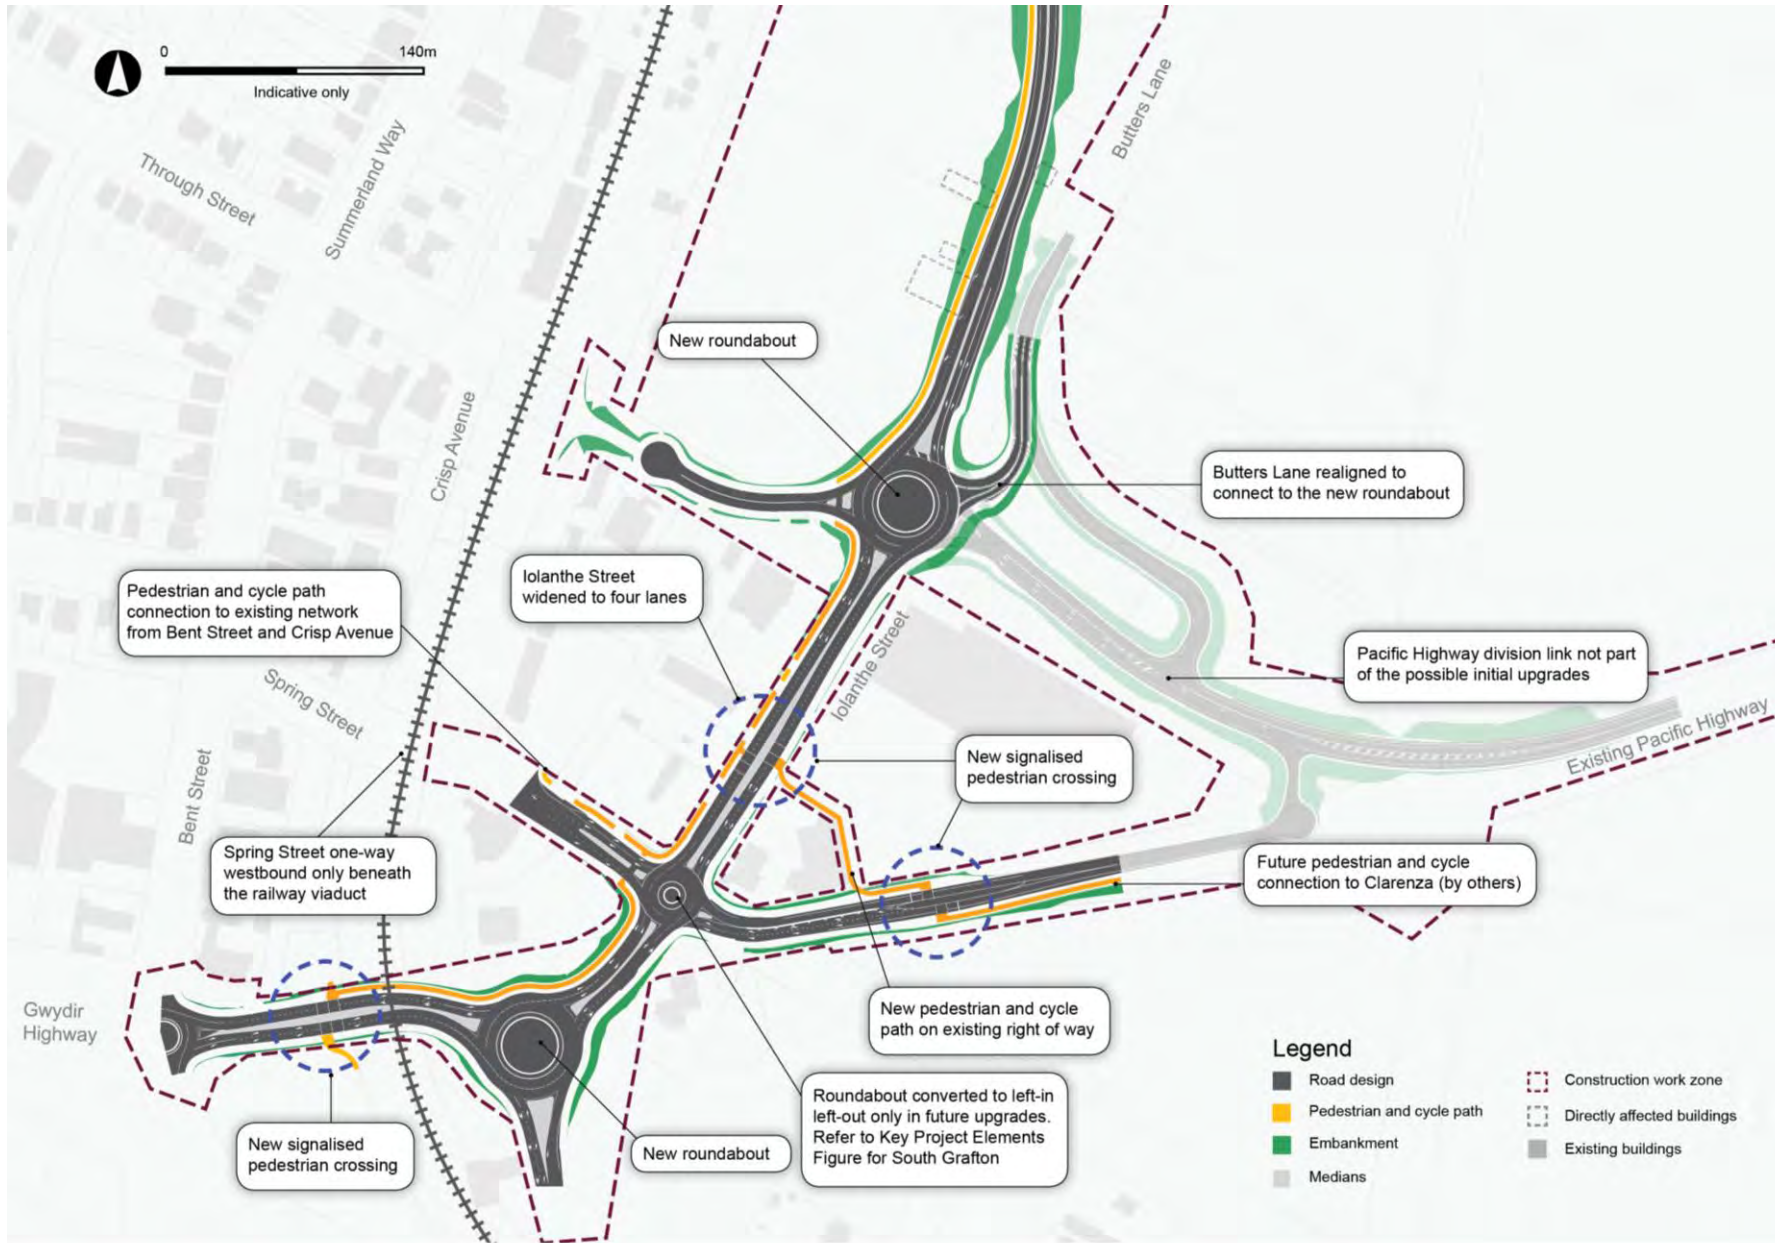 0 140m
Indicative only
Through Street
Summerland Way
Butters Lane
New roundabout
Crisp Avenue
Butters Lane realigned to
connect to the new roundabout
Iolanthe Street
widened to four lanes
Pedestrian and cycle path
connection to existing network
from Bent Street and Crisp Avenue
Iolanthe Street
Pacific Highway division link not part
of the possible initial upgrades
Spring Street
Existing Pacific Highway
New signalised
pedestrian crossing
Bent Street
Spring Street one-way
westbound only beneath
the railway viaduct
Future pedestrian and cycle
connection to Clarenza (by others)
Gwydir
Highway
New pedestrian and cycle
path on existing right of way
Roundabout converted to left-in
left-out only in future upgrades.
Refer to Key Project Elements
Figure for South Grafton
New signalised
pedestrian crossing
New roundabout
Legend
Road design
Pedestrian and cycle path
Embankment
Medians
Construction work zone
Directly affected buildings
Existing buildings